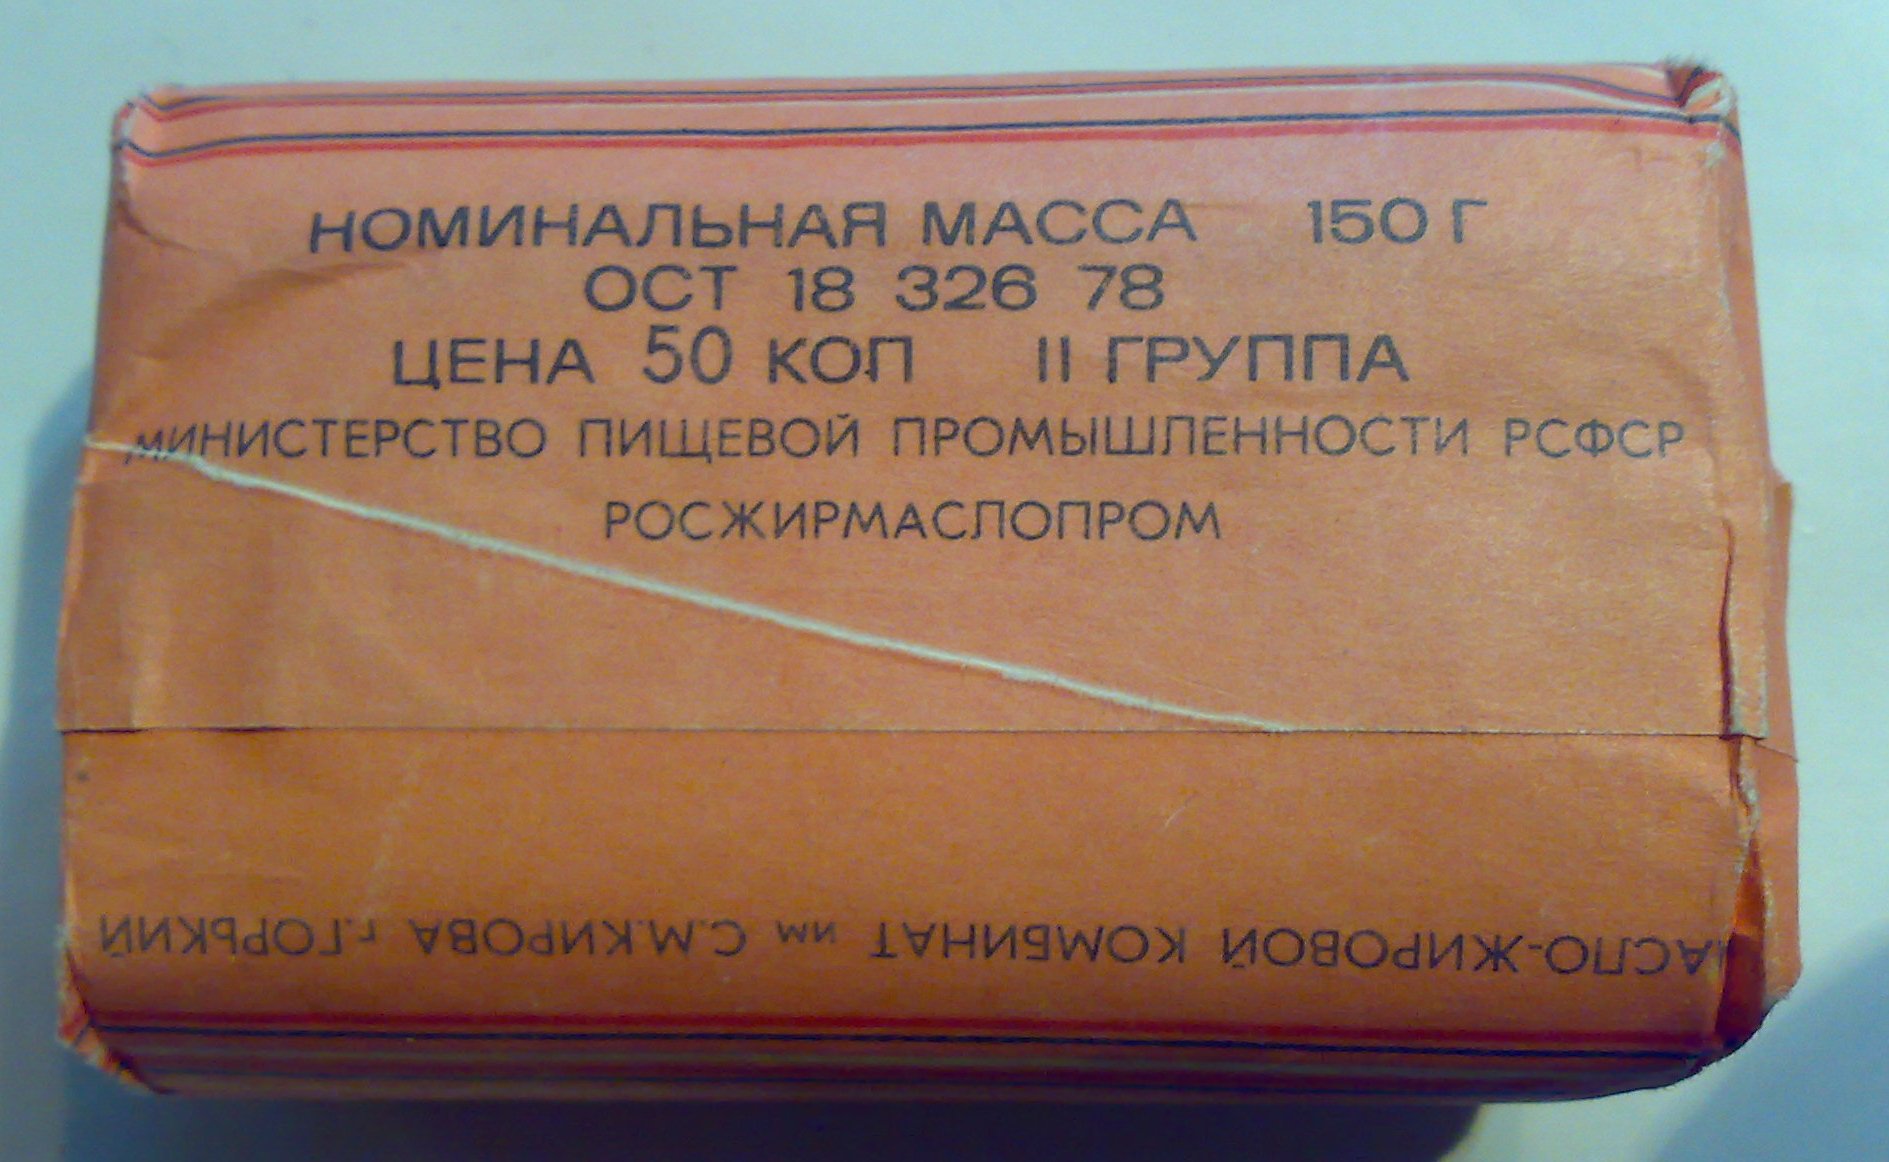 НОМИНАЛЬНАЯ МАССА 150 Г
ОСТ 18 326 78
ЦЕНА 50 КОП II ГРУППА
МИНИСТЕРСТВО ПИЩЕВОЙ ПРОМЫШЛЕННОСТИ РСФСР
РОСЖИРМАСЛОПРОМ
АСЛО-ЖИРОВОЙ КОМБИНАТ им С.М.КИРОВА г.ГОРЬКИЙ